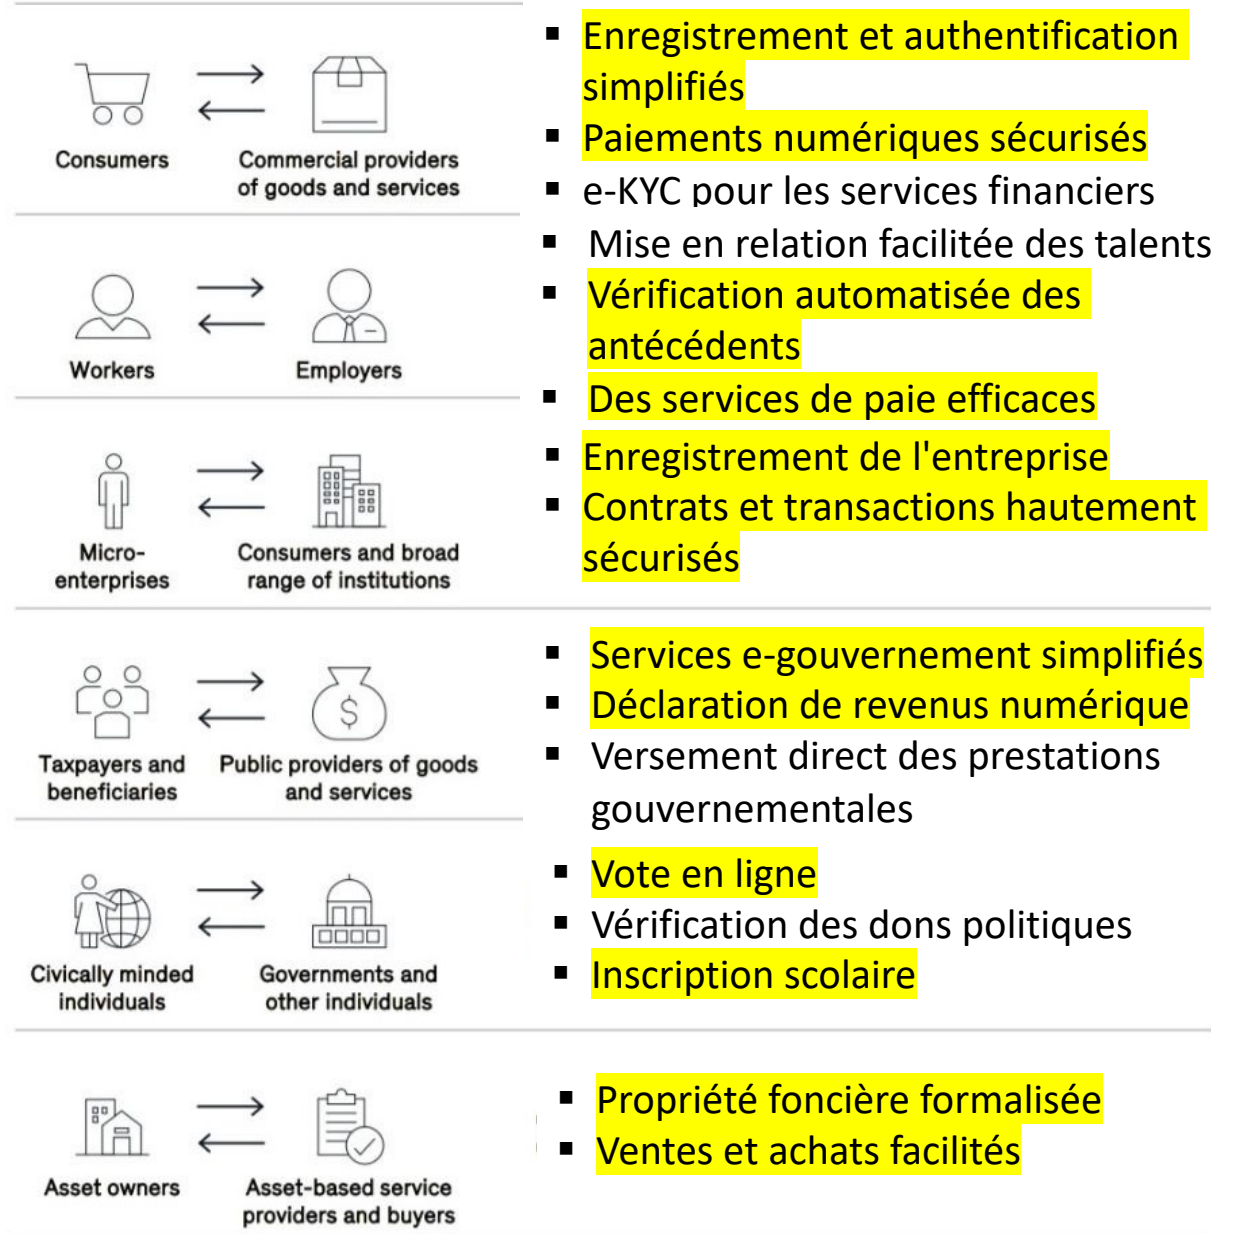 Consumers
Commercial providers
of goods and services
▪ Enregistrement et authentification
simplifiés
▪ Paiements numériques sécurisés
▪ e-KYC pour les services financiers
Workers
Employers
▪ Mise en relation facilitée des talents
▪ Vérification automatisée des
antécédents
▪ Des services de paie efficaces
Micro-
enterprises
Consumers and broad
range of institutions
▪ Enregistrement de l'entreprise
▪ Contrats et transactions hautement
sécurisés
Taxpayers and
beneficiaries
$
Public providers of goods
and services
▪ Services e-gouvernement simplifiés
▪ Déclaration de revenus numérique
▪ Versement direct des prestations
gouvernementales
Civically minded
individuals
Governments and
other individuals
▪ Vote en ligne
▪ Vérification des dons politiques
▪ Inscription scolaire
Asset owners
Asset-based service
providers and buyers
▪ Propriété foncière formalisée
▪ Ventes et achats facilités